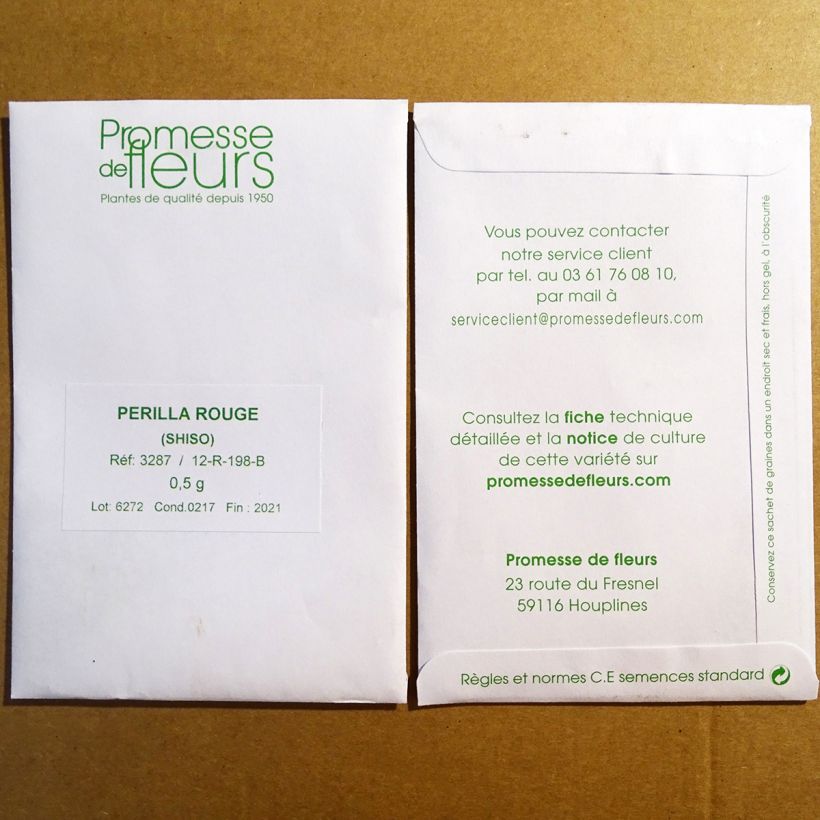 Promesse
de fleurs
Plantes de qualité depuis 1950
PERILLA ROUGE
(SHISO)
Réf: 3287 / 12-R-198-B
0,5 g
Lot: 6272 Cond.0217 Fin : 2021
Vous pouvez contacter
notre service client
par tel. au 03 61 76 08 10,
par mail à
serviceclient@promessedefleurs.com
Consultez la fiche technique
détaillée et la notice de culture
de cette variété sur
promessedefleurs.com
Promesse de fleurs
23 route du Fresnel
59116 Houplines
Conservez ce sachet de graines dans un endroit sec et frais, hors gel, à l'obscurité
Règles et normes C.E semences standard